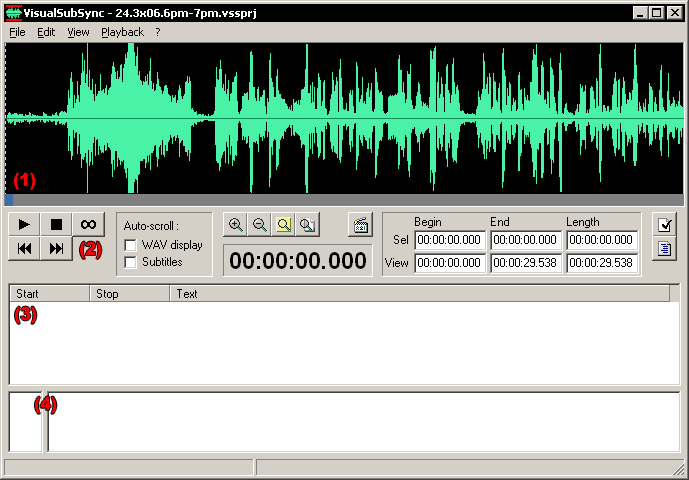 VisualSubSync - 24.3x06.6pm-7pm.vssprj
File Edit View Playback ?
(1)
Auto-scroll :
WAV display
Subtitles
(2)
00:00:00.000
Begin End Length
Sel 00:00:00.000 00:00:00.000 00:00:00.000
View 00:00:00.000 00:00:29.538 00:00:29.538
Start Stop Text
(3)
(4)